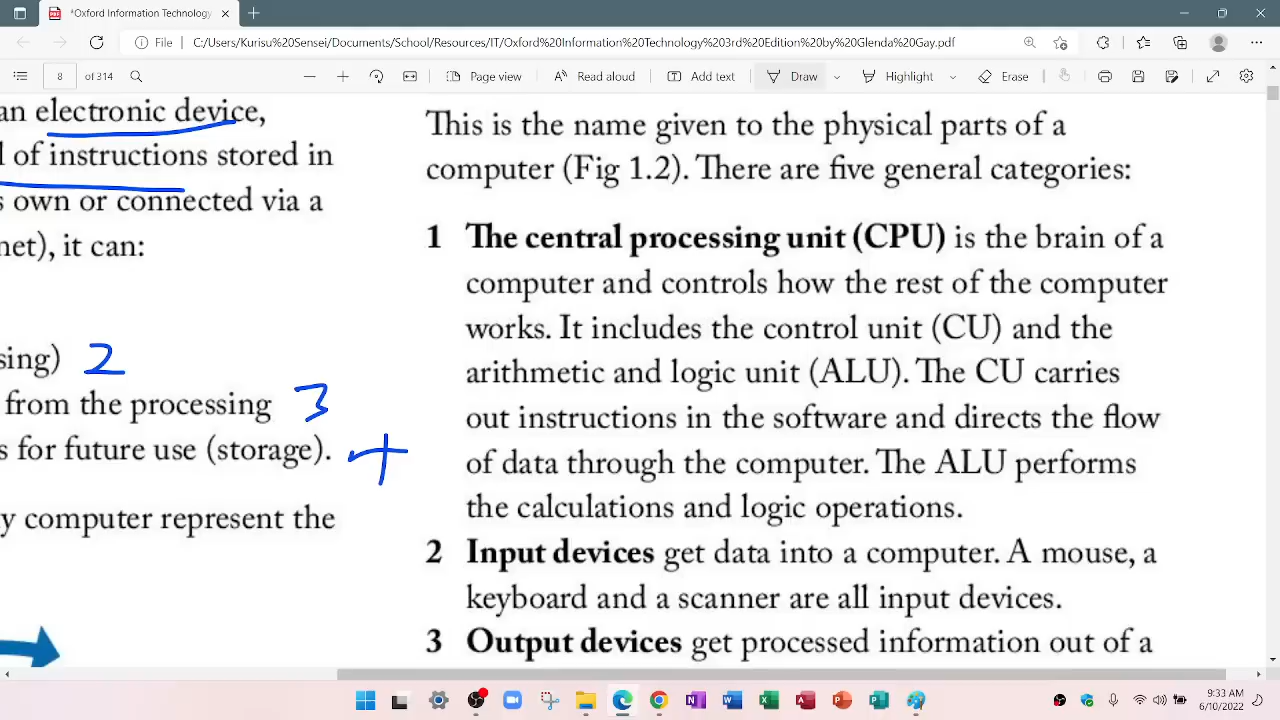 *Oxford Information Technology
File
C:/Users/Kurisu%20Sensei/Documents/School/Resources/IT/Oxford%20Information%20Technology%203rd%20Edition%20by%20Glenda%20Gay.pdf
8 of 314
Page view
Read aloud
Add text
Draw
Highlight
Erase
an electronic device,
l of instructions stored in
s own or connected via a
net), it can:
sing) 2
from the processing 3
s for future use (storage). +
y computer represent the
This is the name given to the physical parts of a
computer (Fig 1.2). There are five general categories:
1 The central processing unit (CPU) is the brain of a
computer and controls how the rest of the computer
works. It includes the control unit (CU) and the
arithmetic and logic unit (ALU). The CU carries
out instructions in the software and directs the flow
of data through the computer. The ALU performs
the calculations and logic operations.
2 Input devices get data into a computer. A mouse, a
keyboard and a scanner are all input devices.
3 Output devices get processed information out of a
9:33 AM
6/10/2022